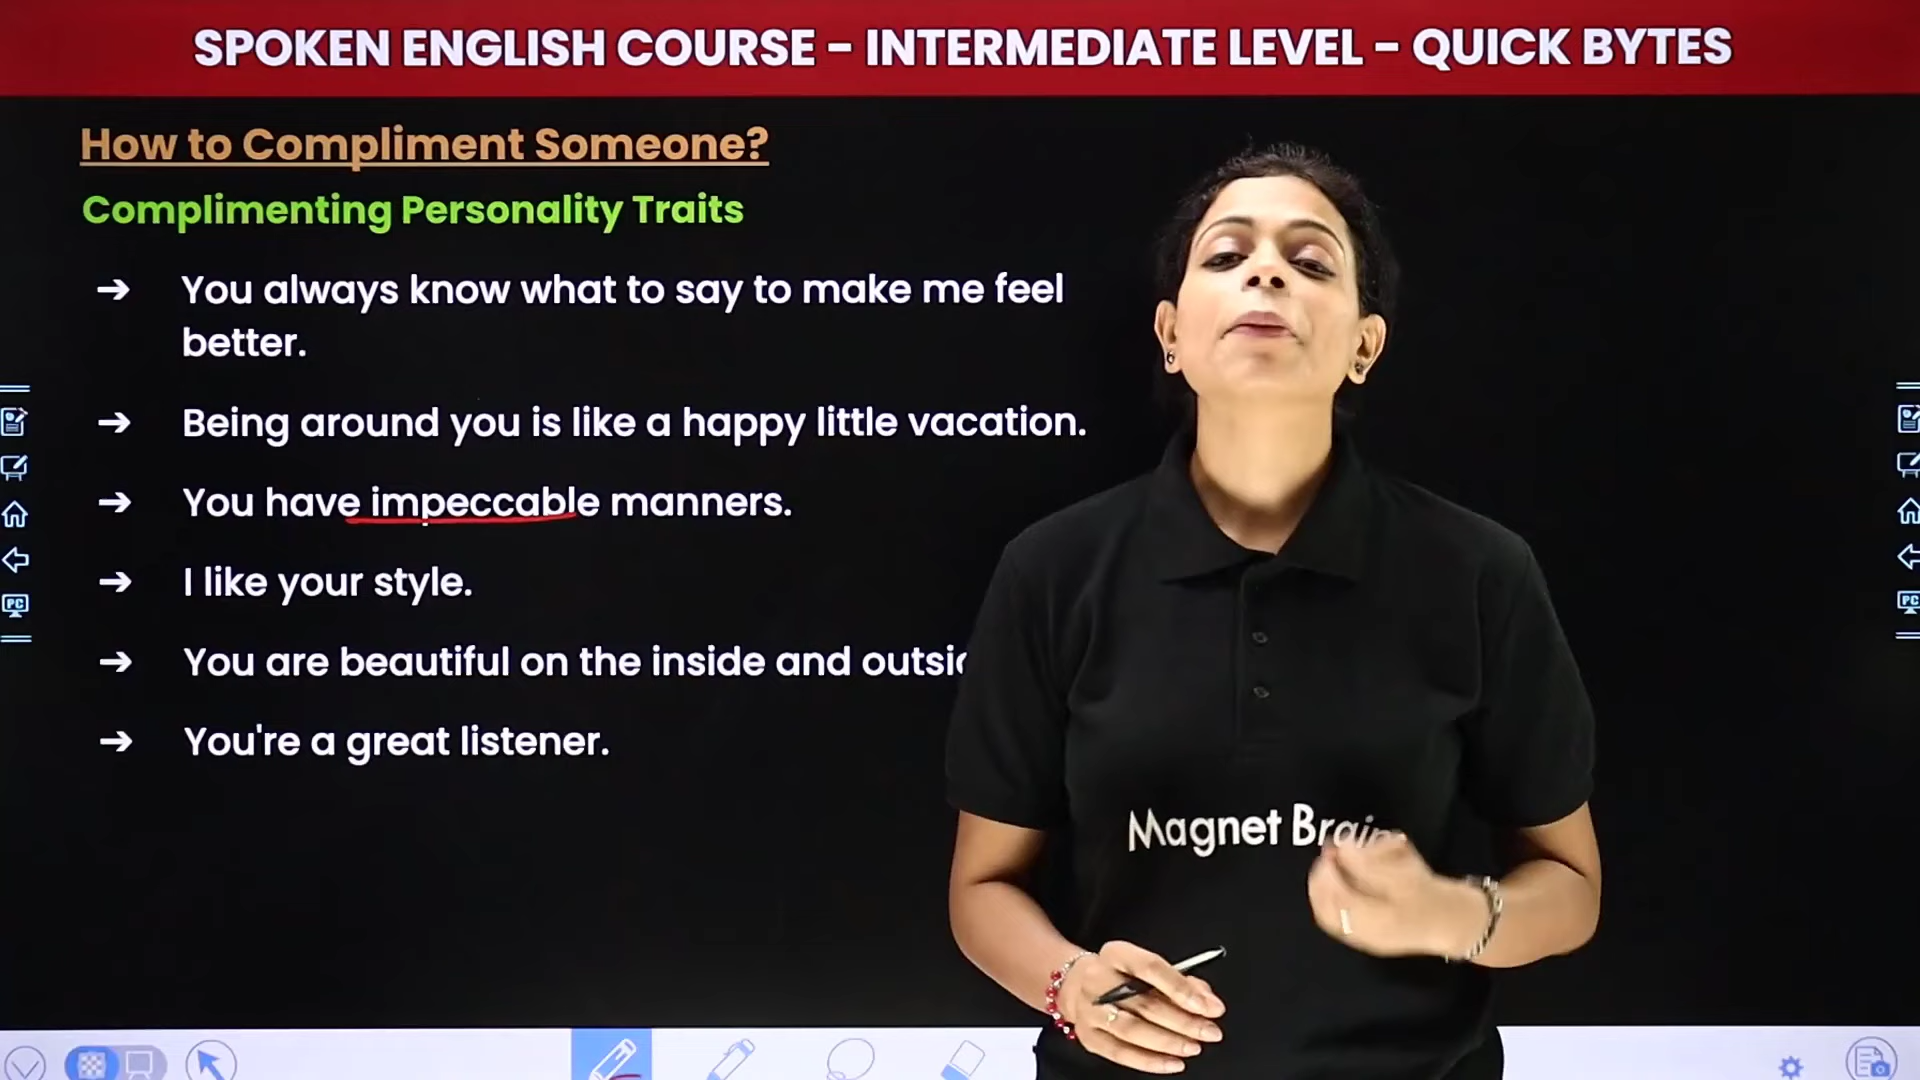 SPOKEN ENGLISH COURSE - INTERMEDIATE LEVEL - QUICK BYTES
How to Compliment Someone?
Complimenting Personality Traits
➔ You always know what to say to make me feel
better.
➔ Being around you is like a happy little vacation.
➔ You have impeccable manners.
➔ I like your style.
➔ You are beautiful on the inside and
➔ You're a great listener.
Magnet
PC
PC